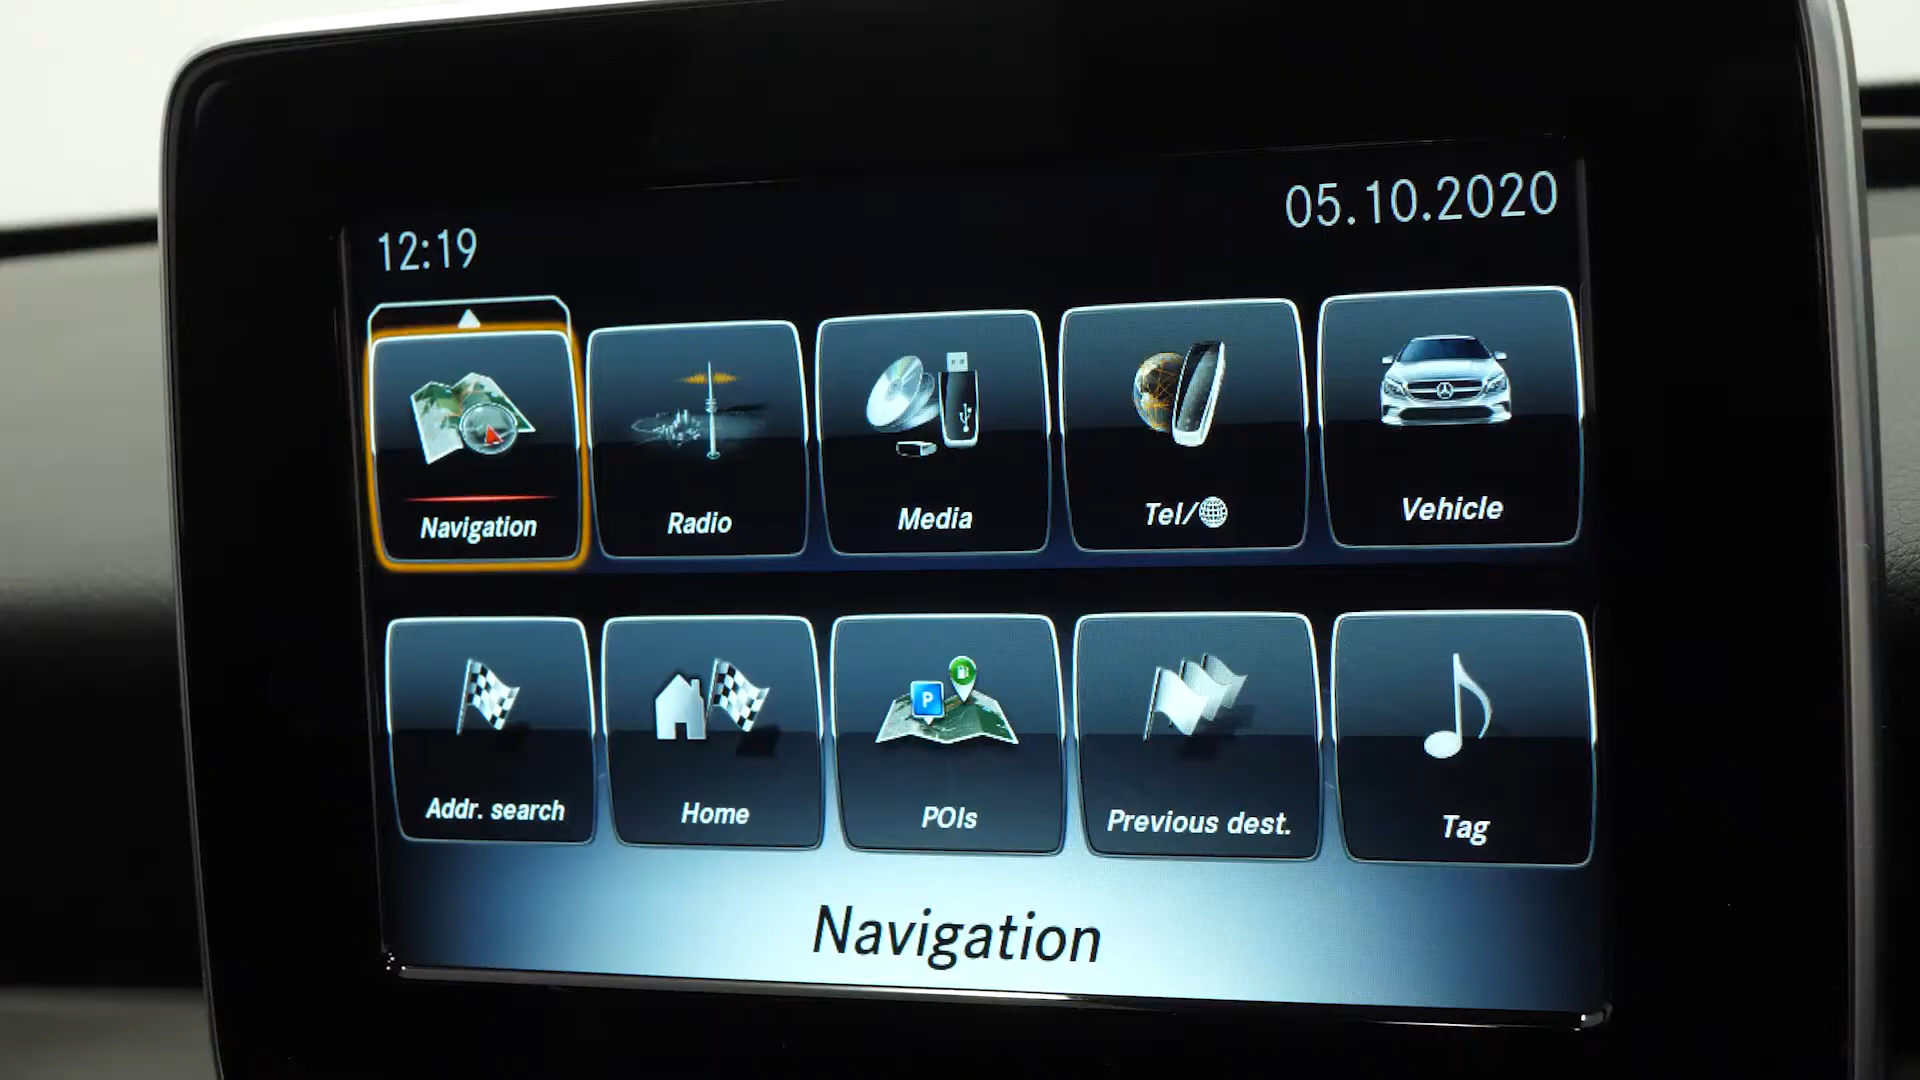 12:19
05.10.2020
Navigation
Radio
Media
Tel/
Vehicle
P
Addr. search
Home
POIs
Previous dest.
Tag
Navigation